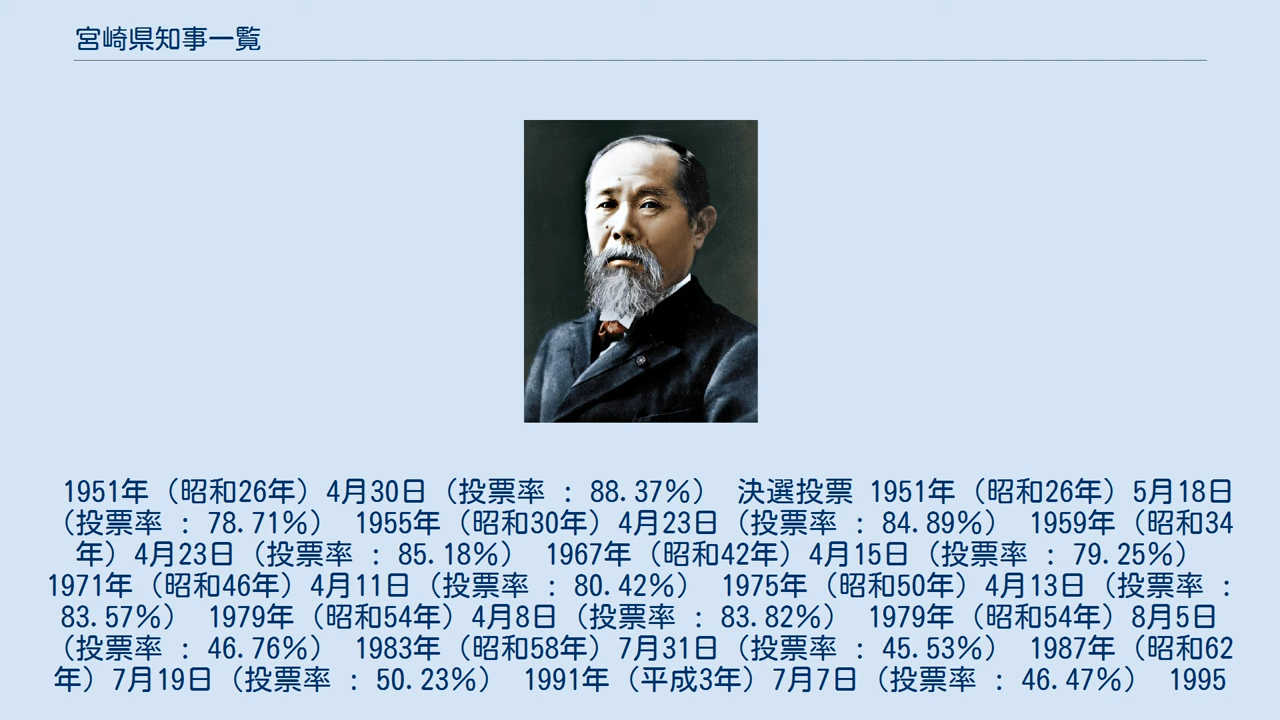 宮崎県知事一覧
1951年（昭和26年）4月30日（投票率 : 88.37%） 決選投票 1951年（昭和26年）5月18日
（投票率 : 78.71%） 1955年（昭和30年）4月23日（投票率 : 84.89%） 1959年（昭和34
年）4月23日（投票率 : 85.18%） 1967年（昭和42年）4月15日（投票率 : 79.25%）
1971年（昭和46年）4月11日（投票率 : 80.42%） 1975年（昭和50年）4月13日（投票率 :
83.57%） 1979年（昭和54年）4月8日（投票率 : 83.82%） 1979年（昭和54年）8月5日
（投票率 : 46.76%） 1983年（昭和58年）7月31日（投票率 : 45.53%） 1987年（昭和62
年）7月19日（投票率 : 50.23%） 1991年（平成3年）7月7日（投票率 : 46.47%） 1995